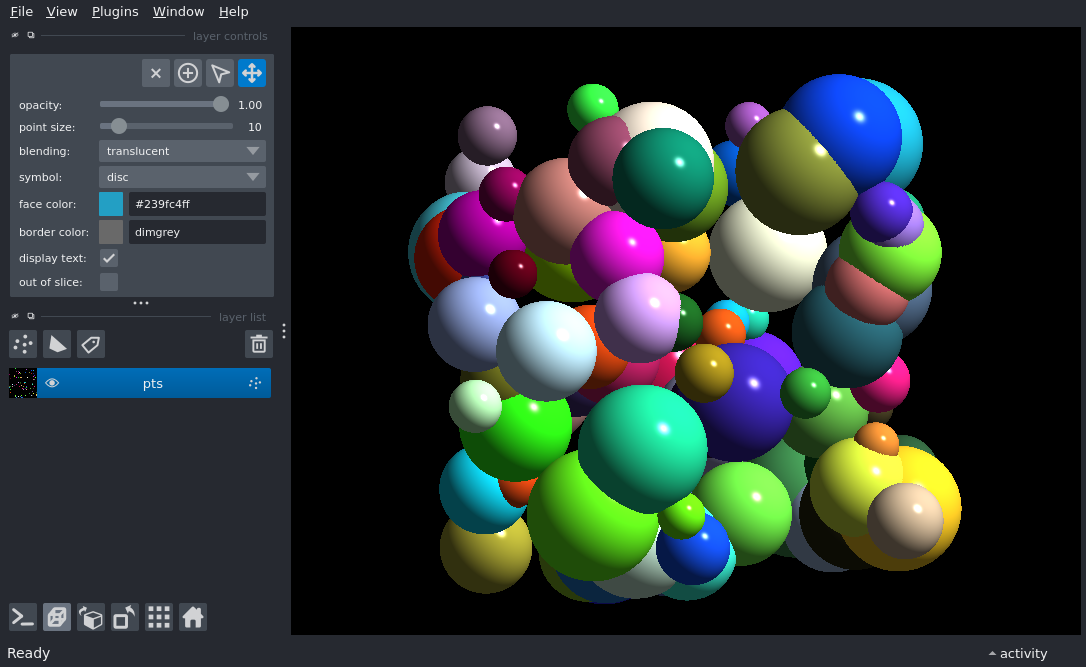 File View Plugins Window Help
layer controls
opacity: 1.00
point size: 10
blending: translucent
symbol: disc
face color: #239fc4ff
border color: dimgrey
display text:
out of slice:
layer list
pts
Ready
activity